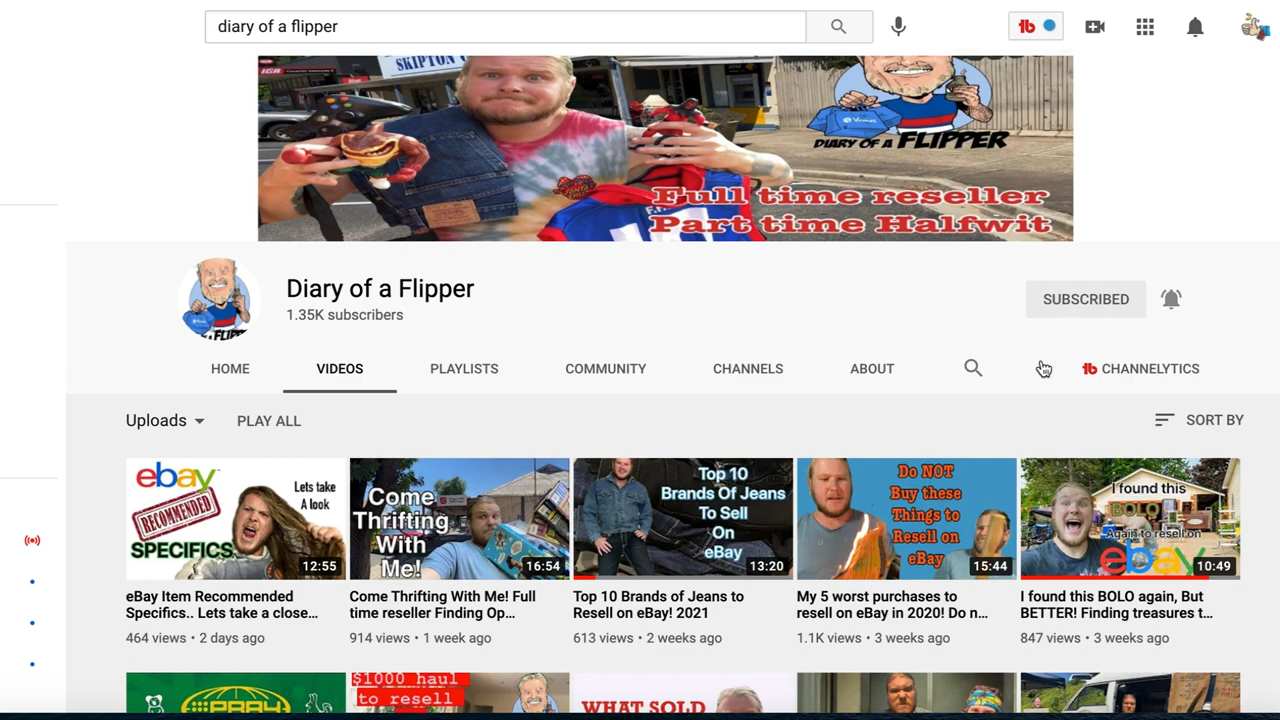 diary of a flipper
IGA
SKIPTON
DIARY OF A FLIPPER
Full time reseller
Part time Halfwit
Diary of a Flipper
1.35K subscribers
SUBSCRIBED
HOME
VIDEOS
PLAYLISTS
COMMUNITY
CHANNELS
ABOUT
tb CHANNELYTICS
Uploads
PLAY ALL
SORT BY
ebay
RECOMMENDED
SPECIFICS
Lets take
A look
12:55
Come
Thrifting
With
Me!
16:54
Top 10
Brands Of Jeans
To Sell
On
eBay
13:20
Do NOT
Buy these
Things to
Resell on
eBay
15:44
I found this
BOLO
Again to resell on
ebay
10:49
eBay Item Recommended
Specifics.. Lets take a close...
464 views • 2 days ago
Come Thrifting With Me! Full
time reseller Finding Op...
914 views • 1 week ago
Top 10 Brands of Jeans to
Resell on eBay! 2021
613 views • 2 weeks ago
My 5 worst purchases to
resell on eBay in 2020! Do n...
1.1K views • 3 weeks ago
I found this BOLO again, But
BETTER! Finding treasures t...
847 views • 3 weeks ago
$1000 haul
to resell
WHAT SOLD